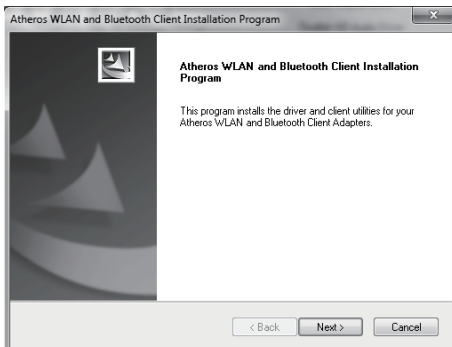 Atheros WLAN and Bluetooth Client Installation Program
Atheros WLAN and Bluetooth Client Installation
Program
This program installs the driver and client utilities for your
Atheros WLAN and Bluetooth Client Adapters.
< Back Next > Cancel